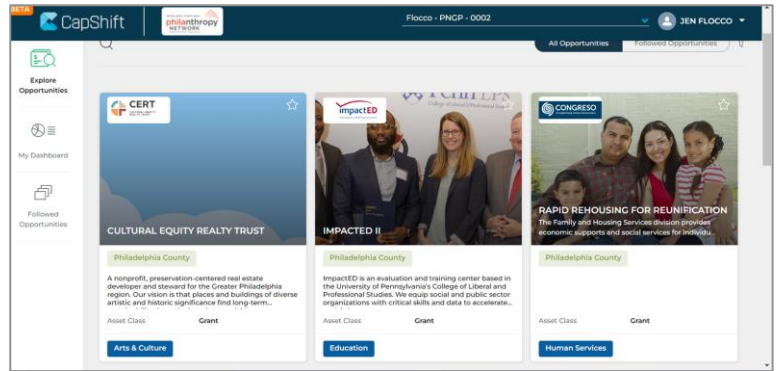 BETA
CapShift
philanthropy
NETWORK
Flocco - PNGP - 0002
JEN FLOCCO
All Opportunities
Followed Opportunities
Explore
Opportunities
My Dashboard
Followed
Opportunities
CERT
CULTURAL EQUITY REALTY TRUST
Philadelphia County
A nonprofit, preservation-centered real estate
developer and steward for the Greater Philadelphia
region. Our vision is that places and buildings of diverse
artistic and historic significance find long-term...
Asset Class Grant
Arts & Culture
impactED
College of Liberal and Professional Studies
IMPACTED II
Philadelphia County
ImpactED is an evaluation and training center based in
the University of Pennsylvania's College of Liberal and
Professional Studies. We equip social and public sector
organizations with critical skills and data to accelerate...
Asset Class Grant
Education
CONGRESO
RAPID REHOUSING FOR REUNIFICATION
The Family and Housing Services division provides
economic supports and social services for individu...
Philadelphia County
Asset Class Grant
Human Services